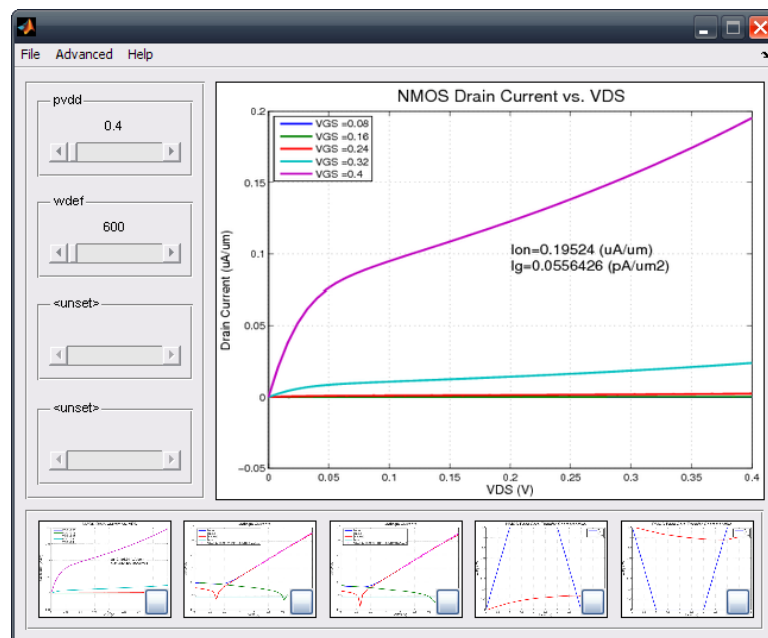 File Advanced Help
pvdd
0.4
wdef
600
<unset>
<unset>
NMOS Drain Current vs. VDS
VGS =0.08
VGS =0.16
VGS =0.24
VGS =0.32
VGS =0.4
Ion=0.19524 (uA/um)
Ig=0.0556426 (pA/um2)
Drain Current (uA/um)
0.2
0.15
0.1
0.05
0
−0.05
0 0.05 0.1 0.15 0.2 0.25 0.3 0.35 0.4
VDS (V)